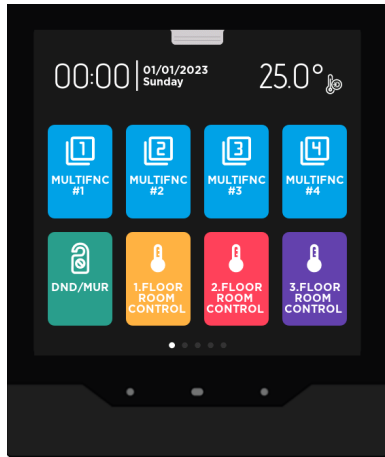 00:00 01/01/2023 25.0°
Sunday
1 2 3 4
MULTIFNC MULTIFNC MULTIFNC MULTIFNC
#1 #2 #3 #4
DND/MUR 1.FLOOR 2.FLOOR 3.FLOOR
ROOM ROOM ROOM
CONTROL CONTROL CONTROL